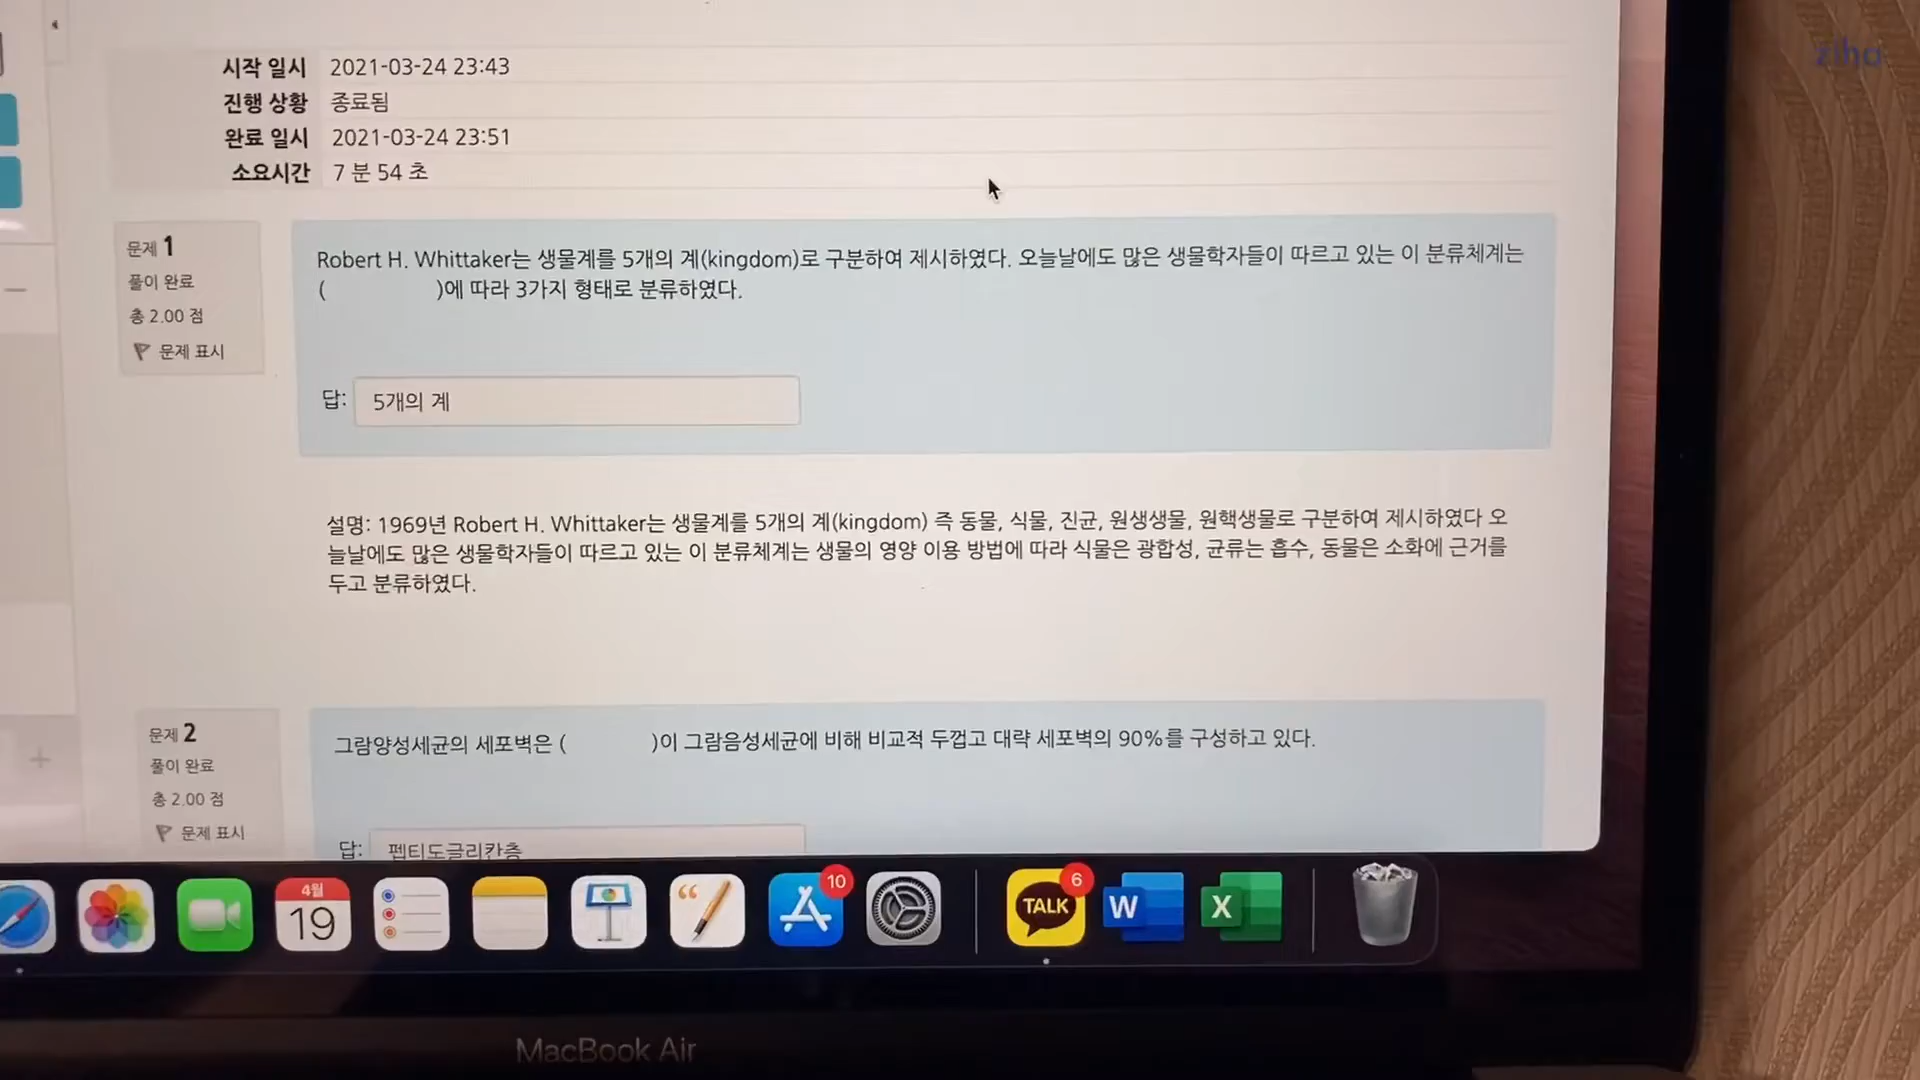 ziha
시작 일시 2021-03-24 23:43
진행 상황 종료됨
완료 일시 2021-03-24 23:51
소요시간 7 분 54 초
문제 1
풀이 완료
총 2.00 점
문제 표시
Robert H. Whittaker는 생물계를 5개의 계(kingdom)로 구분하여 제시하였다. 오늘날에도 많은 생물학자들이 따르고 있는 이 분류체계는
( )에 따라 3가지 형태로 분류하였다.
답: 5개의 계
설명: 1969년 Robert H. Whittaker는 생물계를 5개의 계(kingdom) 즉 동물, 식물, 진균, 원생생물, 원핵생물로 구분하여 제시하였다 오
늘날에도 많은 생물학자들이 따르고 있는 이 분류체계는 생물의 영양 이용 방법에 따라 식물은 광합성, 균류는 흡수, 동물은 소화에 근거를
두고 분류하였다.
문제 2
풀이 완료
총 2.00 점
문제 표시
그람양성세균의 세포벽은 ( )이 그람음성세균에 비해 비교적 두껍고 대략 세포벽의 90%를 구성하고 있다.
답: 펩티도글리칸층
4월
19
10
TALK
6
W
X
MacBook Air